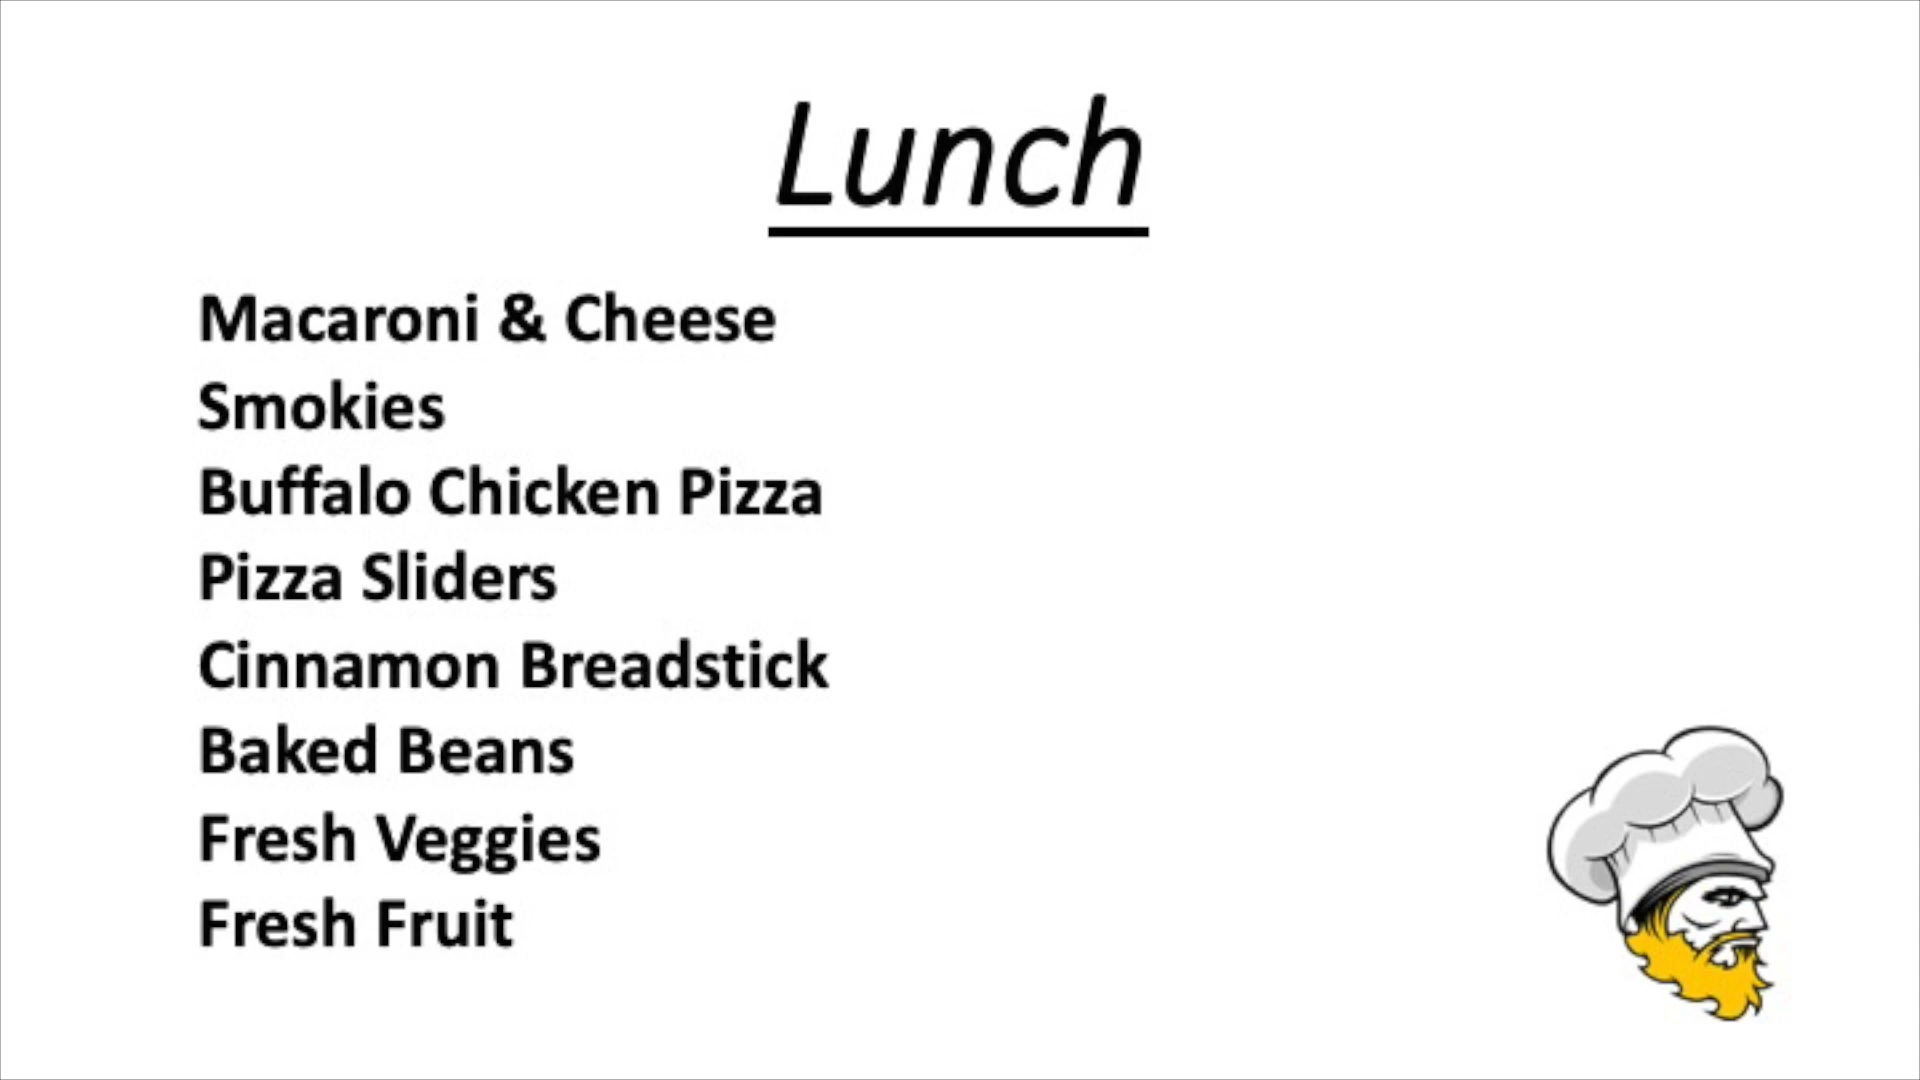 Lunch
Macaroni & Cheese
Smokies
Buffalo Chicken Pizza
Pizza Sliders
Cinnamon Breadstick
Baked Beans
Fresh Veggies
Fresh Fruit